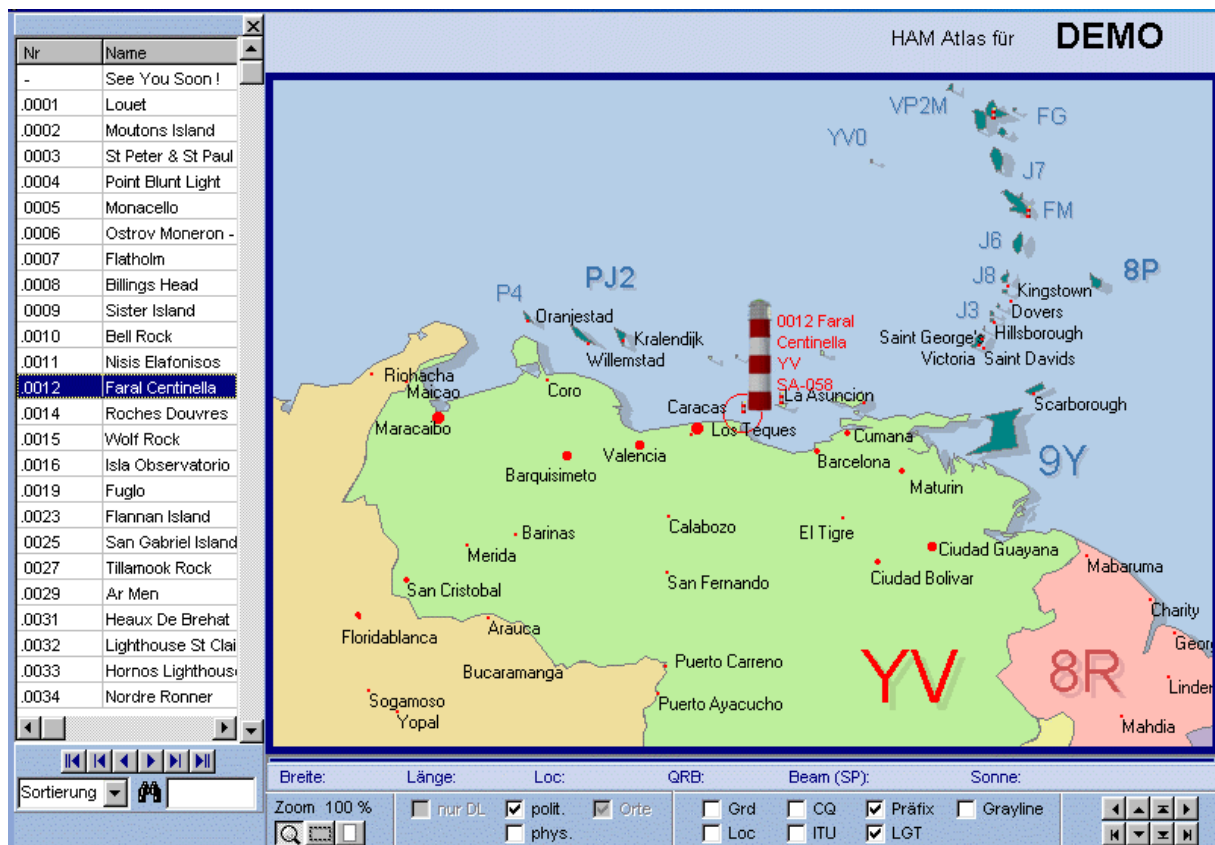 HAM Atlas für DEMO
Nr Name
- See You Soon !
.0001 Louet
.0002 Moutons Island
0003 St Peter & St Paul
.0004 Point Blunt Light
0005 Monacello
.0006 Ostrov Moneron -
.0007 Flatholm
.0008 Billings Head
0009 Sister Island
.0010 Bell Rock
.0011 Nisis Elafonisos
.0012 Faral Centinella
.0014 Roches Douvres
.0015 Wolf Rock
.0016 Isla Observatorio
.0019 Fuglo
.0023 Flannan Island
0025 San Gabriel Island
0027 Tillamook Rock
.0029 Ar Men
.0031 Heaux De Brehat
.0032 Lighthouse St Clai
.0033 Hornos Lighthous
.0034 Nordre Ronner
Sortierung
VP2M
FG
YV0
J7
FM
J6
J8
8P
Kingstown
Dovers
J3
Hillsborough
Saint George's
Victoria
Saint Davids
P4
PJ2
Oranjestad
Kralendijk
Willemstad
0012 Faral
Centinella
YV
SA-058
Riohacha
Maicao
Coro
Caracas
La Asuncion
Scarborough
Maracaibo
Los Teques
Cumana
Valencia
Barcelona
9Y
Barquisimeto
Maturin
Calabozo
El Tigre
Barinas
Merida
Ciudad Guayana
San Cristobal
San Fernando
Ciudad Bolivar
Mabaruma
Charity
Floridablanca
Arauca
Geor
Bucaramanga
Puerto Carreno
YV
8R
Linden
Sogamoso
Yopal
Puerto Ayacucho
Mahdia
Breite: Länge: Loc: QRB: Beam (SP): Sonne:
Zoom 100 % nur DL polit. Orte Grd CQ Präfix Grayline
phys. Loc ITU LGT